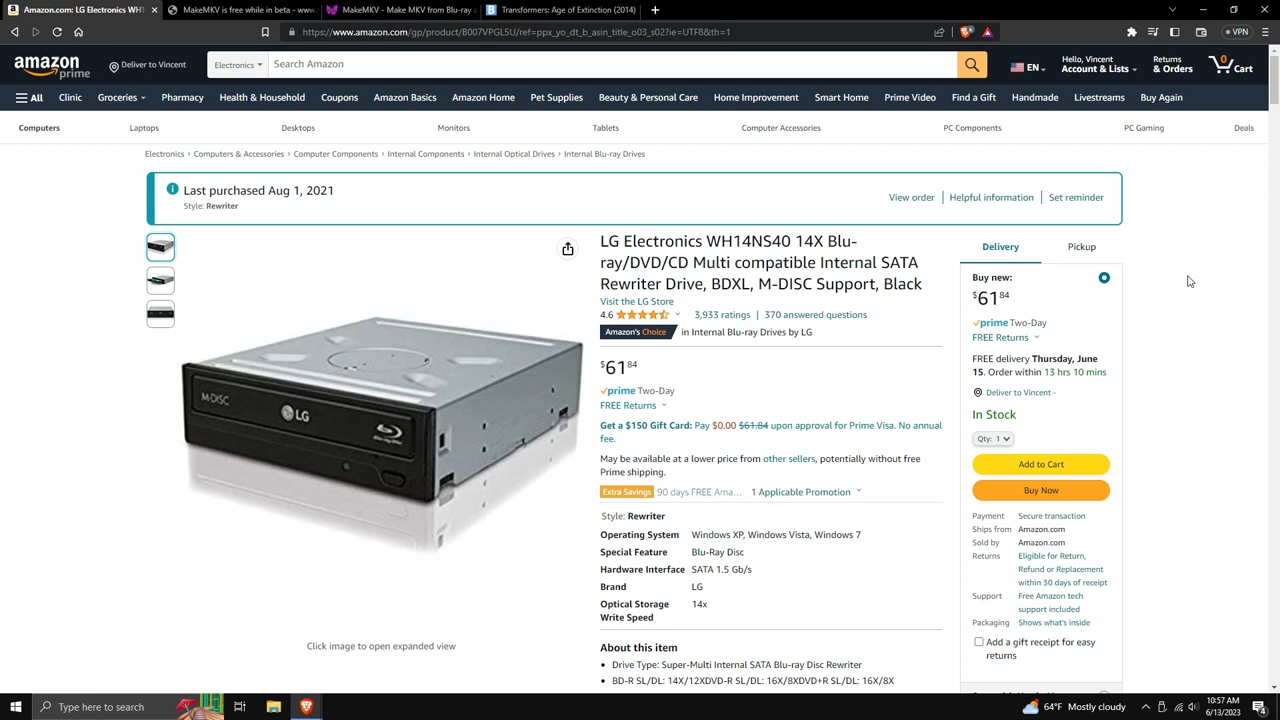 Amazon.com: LG Electronics WH1
MakeMKV is free while in beta - www.
MakeMKV - Make MKV from Blu-ray a
Transformers: Age of Extinction (2014)
https://www.amazon.com/gp/product/B007VPGL5U/ref=ppx_yo_dt_b_asin_title_o03_s02?ie=UTF8&th=1
VPN
amazon
prime
Deliver to Vincent
Electronics
Search Amazon
EN
Hello, Vincent
Account & Lists
Returns
& Orders
0
Cart
All
Clinic
Groceries
Pharmacy
Health & Household
Coupons
Amazon Basics
Amazon Home
Pet Supplies
Beauty & Personal Care
Home Improvement
Smart Home
Prime Video
Find a Gift
Handmade
Livestreams
Buy Again
Computers
Laptops
Desktops
Monitors
Tablets
Computer Accessories
PC Components
PC Gaming
Deals
Electronics › Computers & Accessories › Computer Components › Internal Components › Internal Optical Drives › Internal Blu-ray Drives
Last purchased Aug 1, 2021
Style: Rewriter
View order
Helpful information
Set reminder
M-DISC
LG
Blu-ray
Click image to open expanded view
LG Electronics WH14NS40 14X Blu-
ray/DVD/CD Multi compatible Internal SATA
Rewriter Drive, BDXL, M-DISC Support, Black
Visit the LG Store
4.6
3,933 ratings | 370 answered questions
Amazon's Choice in Internal Blu-ray Drives by LG
$61 84
prime Two-Day
FREE Returns
Get a $150 Gift Card: Pay $0.00 $61.84 upon approval for Prime Visa. No annual
fee.
May be available at a lower price from other sellers, potentially without free
Prime shipping.
Extra Savings 90 days FREE Ama... 1 Applicable Promotion
Style: Rewriter
Operating System Windows XP, Windows Vista, Windows 7
Special Feature Blu-Ray Disc
Hardware Interface SATA 1.5 Gb/s
Brand LG
Optical Storage 14x
Write Speed
About this item
• Drive Type: Super-Multi Internal SATA Blu-ray Disc Rewriter
• BD-R SL/DL: 14X/12XDVD-R SL/DL: 16X/8XDVD+R SL/DL: 16X/8X
Delivery
Pickup
Buy new:
$61 84
prime Two-Day
FREE Returns
FREE delivery Thursday, June
15. Order within 13 hrs 10 mins
Deliver to Vincent -
In Stock
Qty: 1
Add to Cart
Buy Now
Payment Secure transaction
Ships from Amazon.com
Sold by Amazon.com
Returns Eligible for Return,
Refund or Replacement
within 30 days of receipt
Support Free Amazon tech
support included
Packaging Shows what's inside
Add a gift receipt for easy
returns
Type here to search
64°F Mostly cloudy
10:57 AM
6/13/2023
4